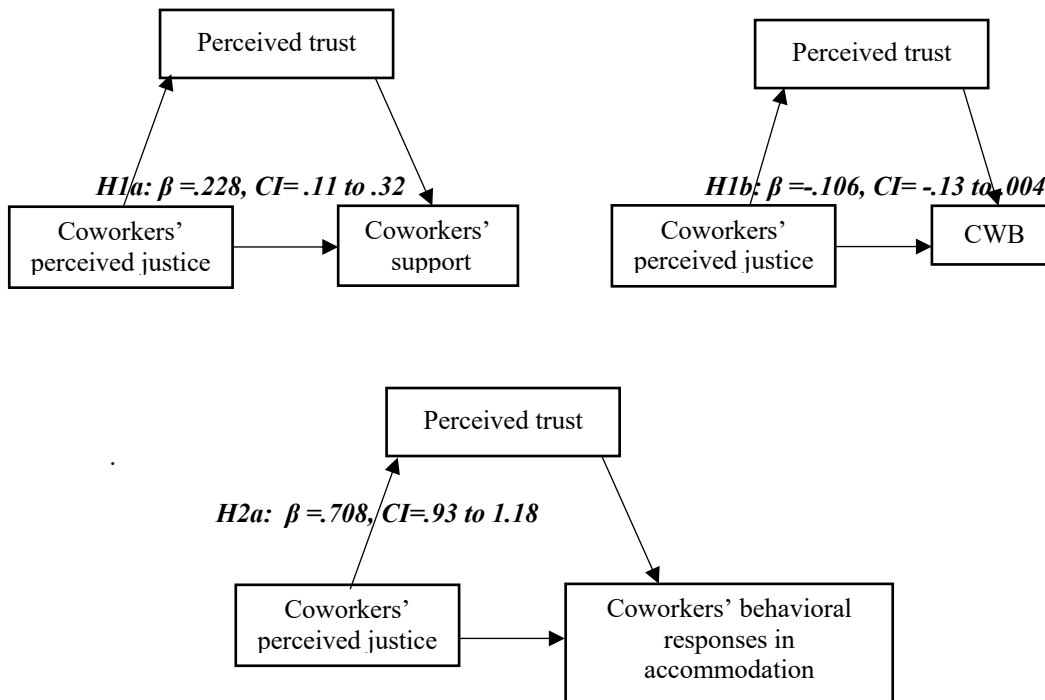 Perceived trust
H1a: β =.228, CI= .11 to .32
Coworkers’
perceived justice
Coworkers’
support
Perceived trust
H1b: β =-.106, CI= -.13 to .004
Coworkers’
perceived justice
CWB
Perceived trust
.
H2a:  β =.708, CI=.93 to 1.18
Coworkers’
perceived justice
Coworkers’ behavioral
responses in
accommodation